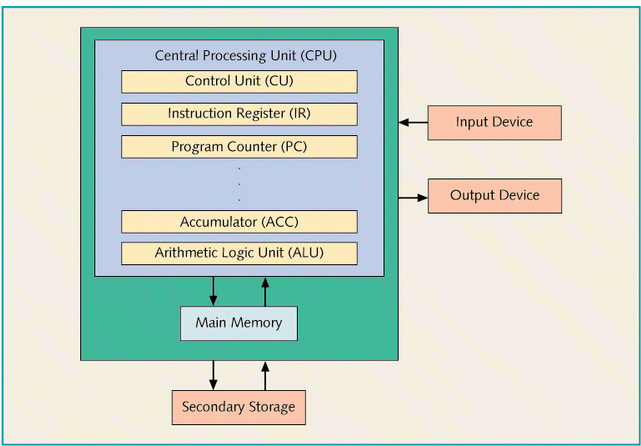 Central Processing Unit (CPU)
Control Unit (CU)
Instruction Register (IR)
Program Counter (PC)
.
.
.
Accumulator (ACC)
Arithmetic Logic Unit (ALU)
Main Memory
Input Device
Output Device
Secondary Storage